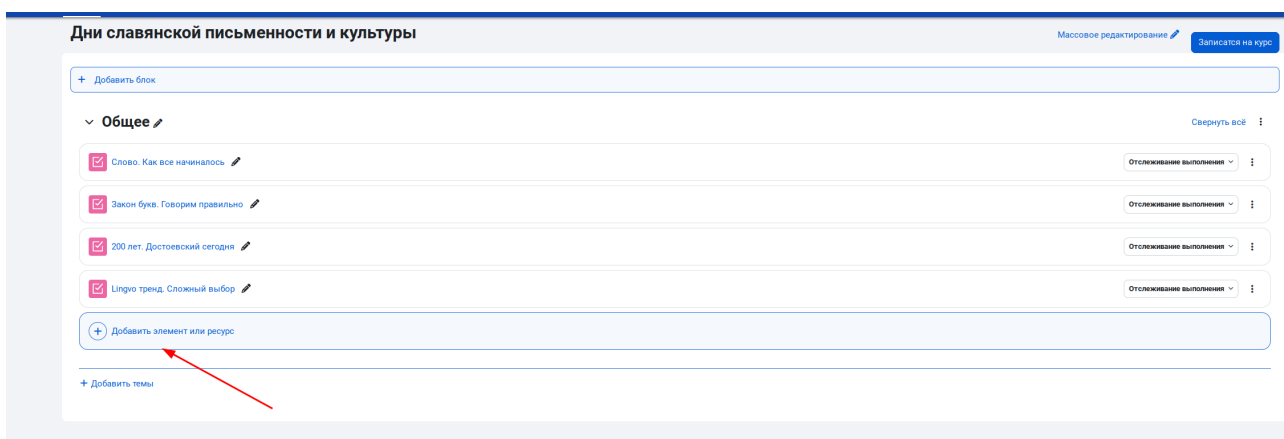 Дни славянской письменности и культуры
Массовое редактирование
Записатся на курс
+ Добавить блок
Общее
Свернуть всё
Слово. Как все начиналось
Отслеживание выполнения
Закон букв. Говорим правильно
Отслеживание выполнения
200 лет. Достоевский сегодня
Отслеживание выполнения
Lingvo тренд. Сложный выбор
Отслеживание выполнения
+ Добавить элемент или ресурс
+ Добавить темы